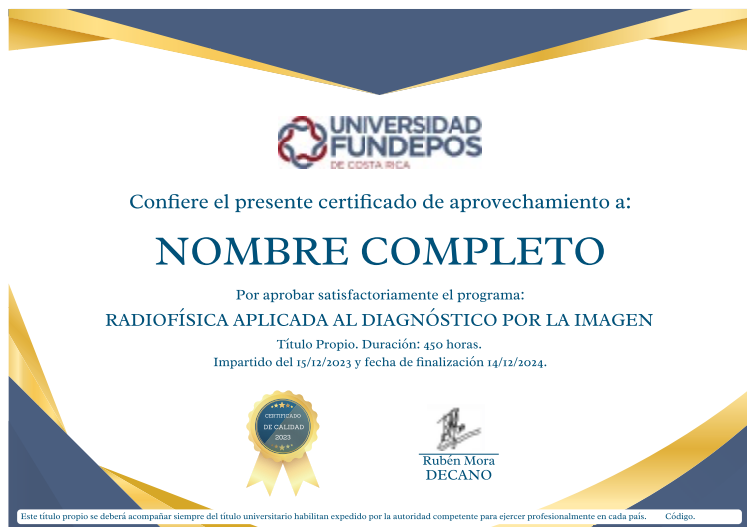 UNIVERSIDAD
FUNDEPOS
DE COSTA RICA
Confiere el presente certificado de aprovechamiento a:
NOMBRE COMPLETO
Por aprobar satisfactoriamente el programa:
RADIOFÍSICA APLICADA AL DIAGNÓSTICO POR LA IMAGEN
Título Propio. Duración: 450 horas.
Impartido del 15/12/2023 y fecha de finalización 14/12/2024.
CERTIFICADO
DE CALIDAD
2023
Rubén Mora
DECANO
Este título propio se deberá acompañar siempre del título universitario habilitan expedido por la autoridad competente para ejercer profesionalmente en cada país. Código.